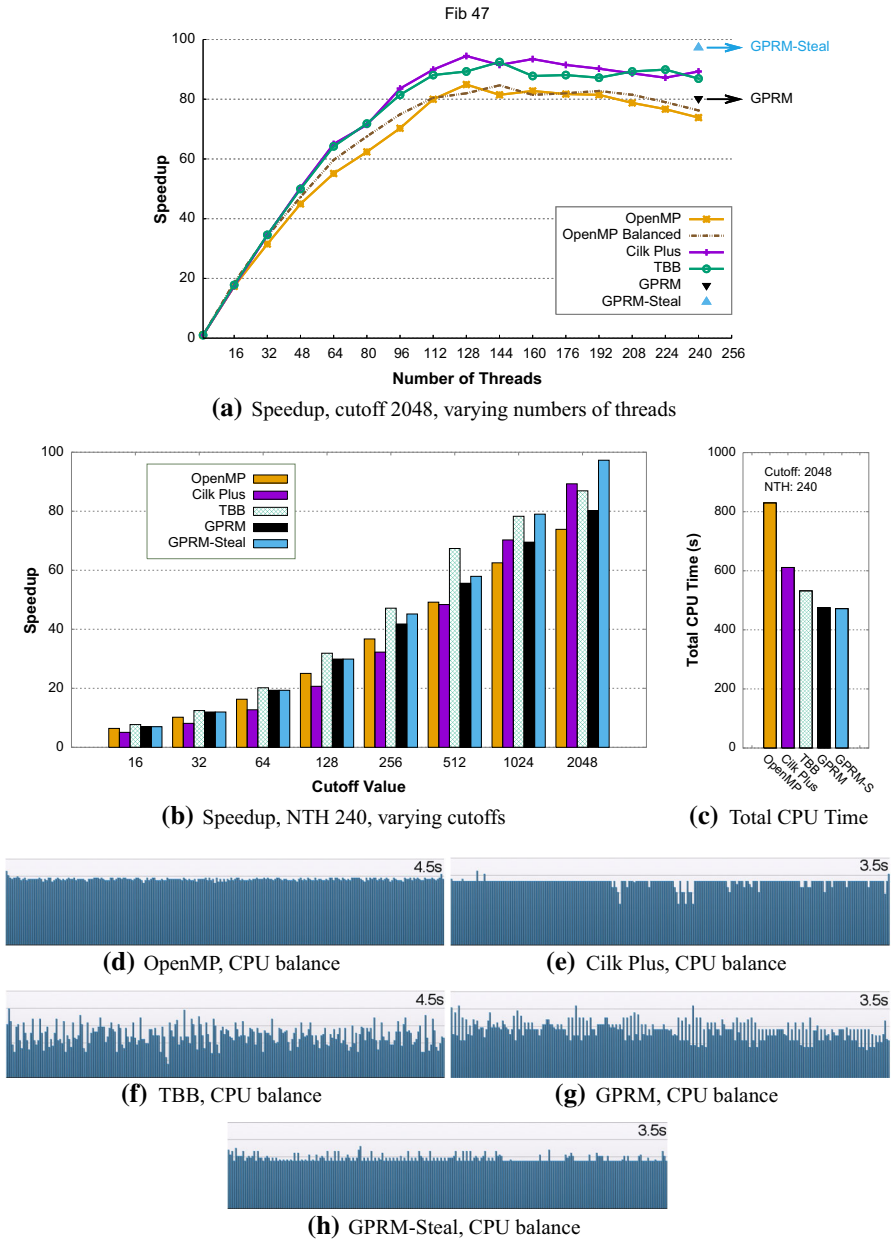 Fib 47
100
80
60
40
20
0
Speedup
GPRM-Steal
GPRM
OpenMP
OpenMP Balanced
Cilk Plus
TBB
GPRM
GPRM-Steal
16 32 48 64 80 96 112 128 144 160 176 192 208 224 240 256
Number of Threads
(a) Speedup, cutoff 2048, varying numbers of threads
100
80
60
40
20
0
Speedup
OpenMP
Cilk Plus
TBB
GPRM
GPRM-Steal
16 32 64 128 256 512 1024 2048
Cutoff Value
(b) Speedup, NTH 240, varying cutoffs
1000
800
600
400
200
0
Total CPU Time (s)
Cutoff: 2048
NTH: 240
OpenMP
Cilk Plus
TBB
GPRM
GPRM-S
(c) Total CPU Time
4.5s
(d) OpenMP, CPU balance
3.5s
(e) Cilk Plus, CPU balance
4.5s
(f) TBB, CPU balance
3.5s
(g) GPRM, CPU balance
3.5s
(h) GPRM-Steal, CPU balance